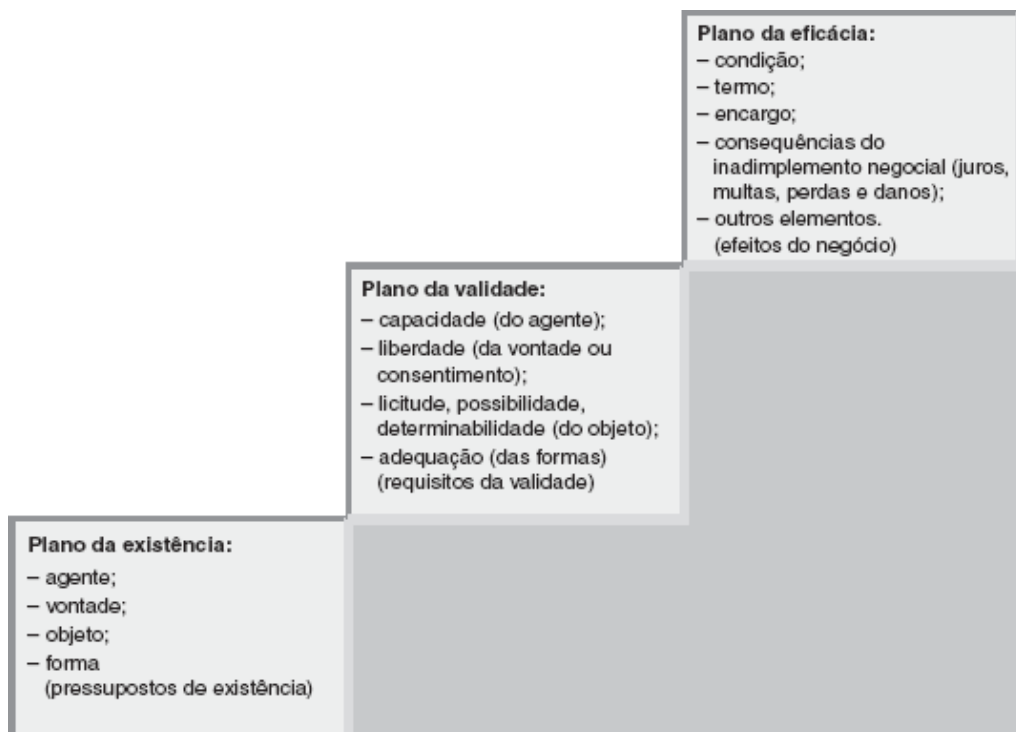 Plano da eficácia:
– condição;
– termo;
– encargo;
– consequências do
inadimplemento negocial (juros,
multas, perdas e danos);
– outros elementos.
(efeitos do negócio)
Plano da validade:
– capacidade (do agente);
– liberdade (da vontade ou
consentimento);
– licitude, possibilidade,
determinabilidade (do objeto);
– adequação (das formas)
(requisitos da validade)
Plano da existência:
– agente;
– vontade;
– objeto;
– forma
(pressupostos de existência)